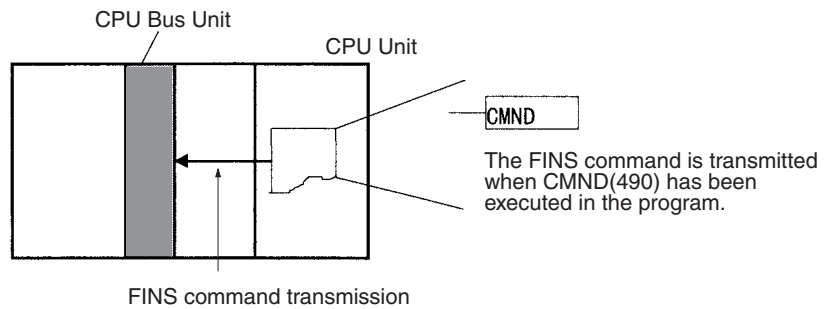 CPU Bus Unit
CPU Unit
CMND
The FINS command is transmitted
when CMND(490) has been
executed in the program.
FINS command transmission